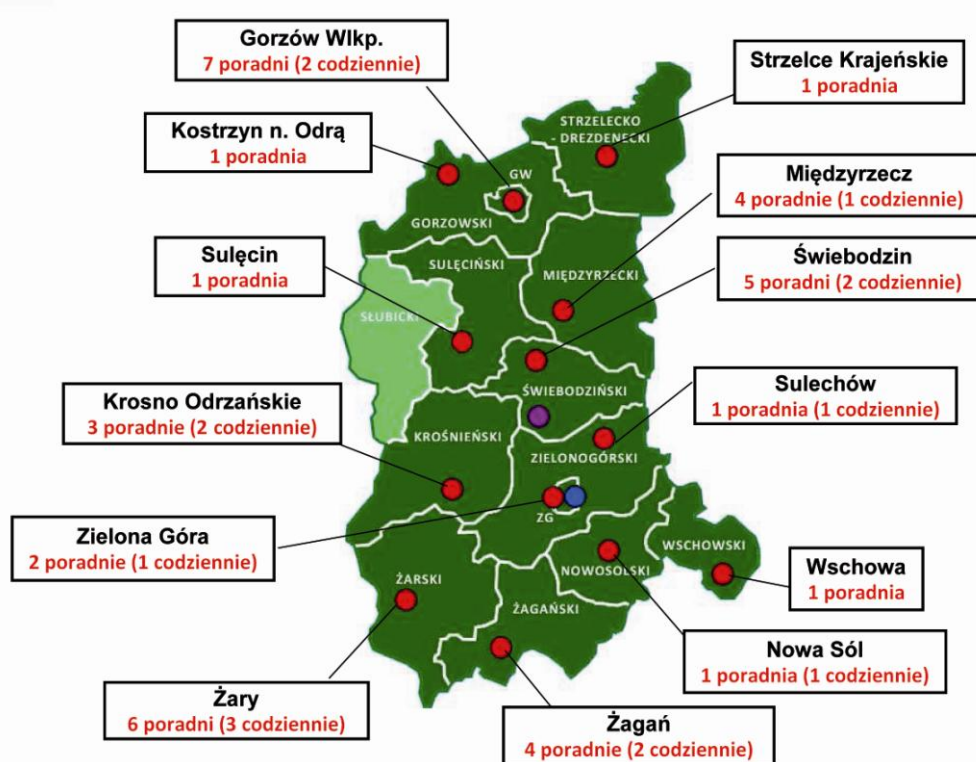 Gorzów Wlkp.
7 poradni (2 codziennie)
Strzelce Krajeńskie
1 poradnia
Kostrzyn n. Odrą
1 poradnia
STRZELECKO
- DREZDENECKI
GW
Międzyrzecz
4 poradnie (1 codziennie)
GORZOWSKI
Sulęcin
1 poradnia
SULĘCIŃSKI
MIĘDZYRZECKI
Świebodzin
5 poradni (2 codziennie)
SŁUBICKI
ŚWIEBODZIŃSKI
Sulechów
1 poradnia (1 codziennie)
Krosno Odrzańskie
3 poradnie (2 codziennie)
KROŚNIEŃSKI
ZIELONOGÓRSKI
ZG
Zielona Góra
2 poradnie (1 codziennie)
WSCHOWSKI
NOWOSOLSKI
Wschowa
1 poradnia
ŻARSKI
ŻAGAŃSKI
Nowa Sól
1 poradnia (1 codziennie)
Żary
6 poradni (3 codziennie)
Żagań
4 poradnie (2 codziennie)